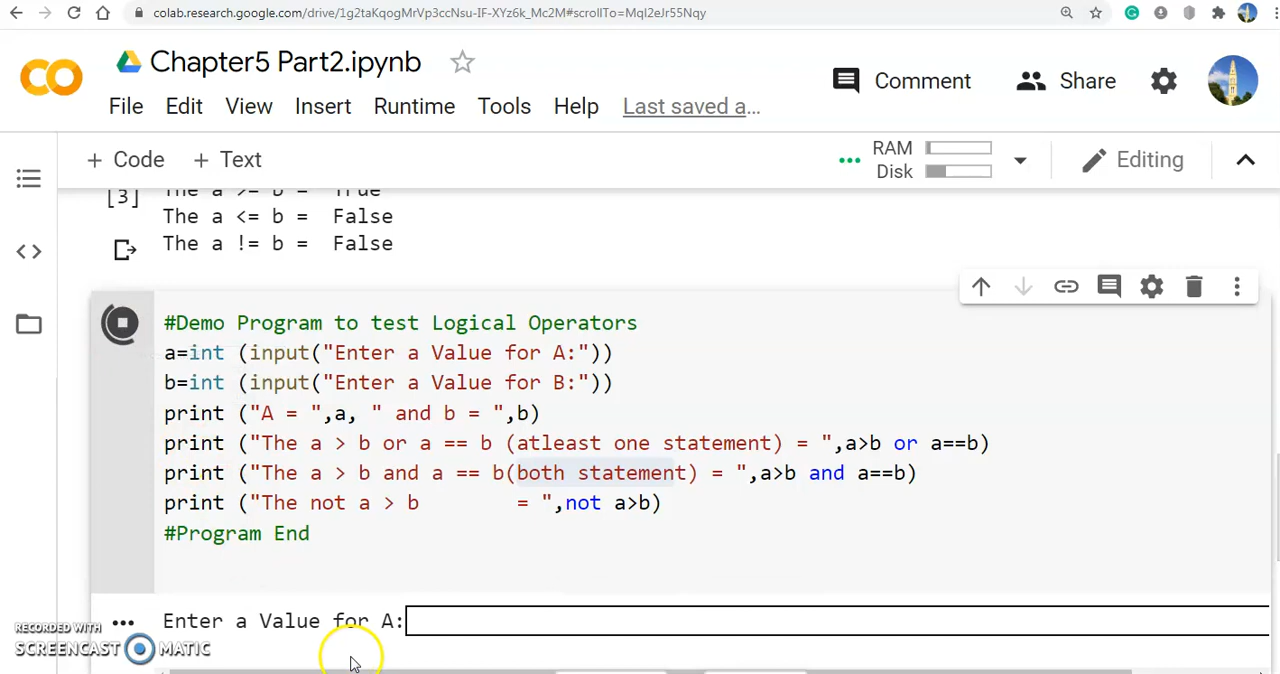 colab.research.google.com/drive/1g2taKqogMrVp3ccNsu-IF-XYz6k_Mc2M#scrollTo=Mql2eJr55Nqy
CO Chapter5 Part2.ipynb
Comment Share
File Edit View Insert Runtime Tools Help Last saved a...
+ Code + Text RAM Disk Editing
[3] The a >= b = True
The a <= b = False
The a != b = False
#Demo Program to test Logical Operators
a=int (input("Enter a Value for A:"))
b=int (input("Enter a Value for B:"))
print ("A = ",a, " and b = ",b)
print ("The a > b or a == b (atleast one statement) = ",a>b or a==b)
print ("The a > b and a == b(both statement) = ",a>b and a==b)
print ("The not a > b        = ",not a>b)
#Program End
Enter a Value for A:
RECORDED WITH
SCREENCAST MATIC